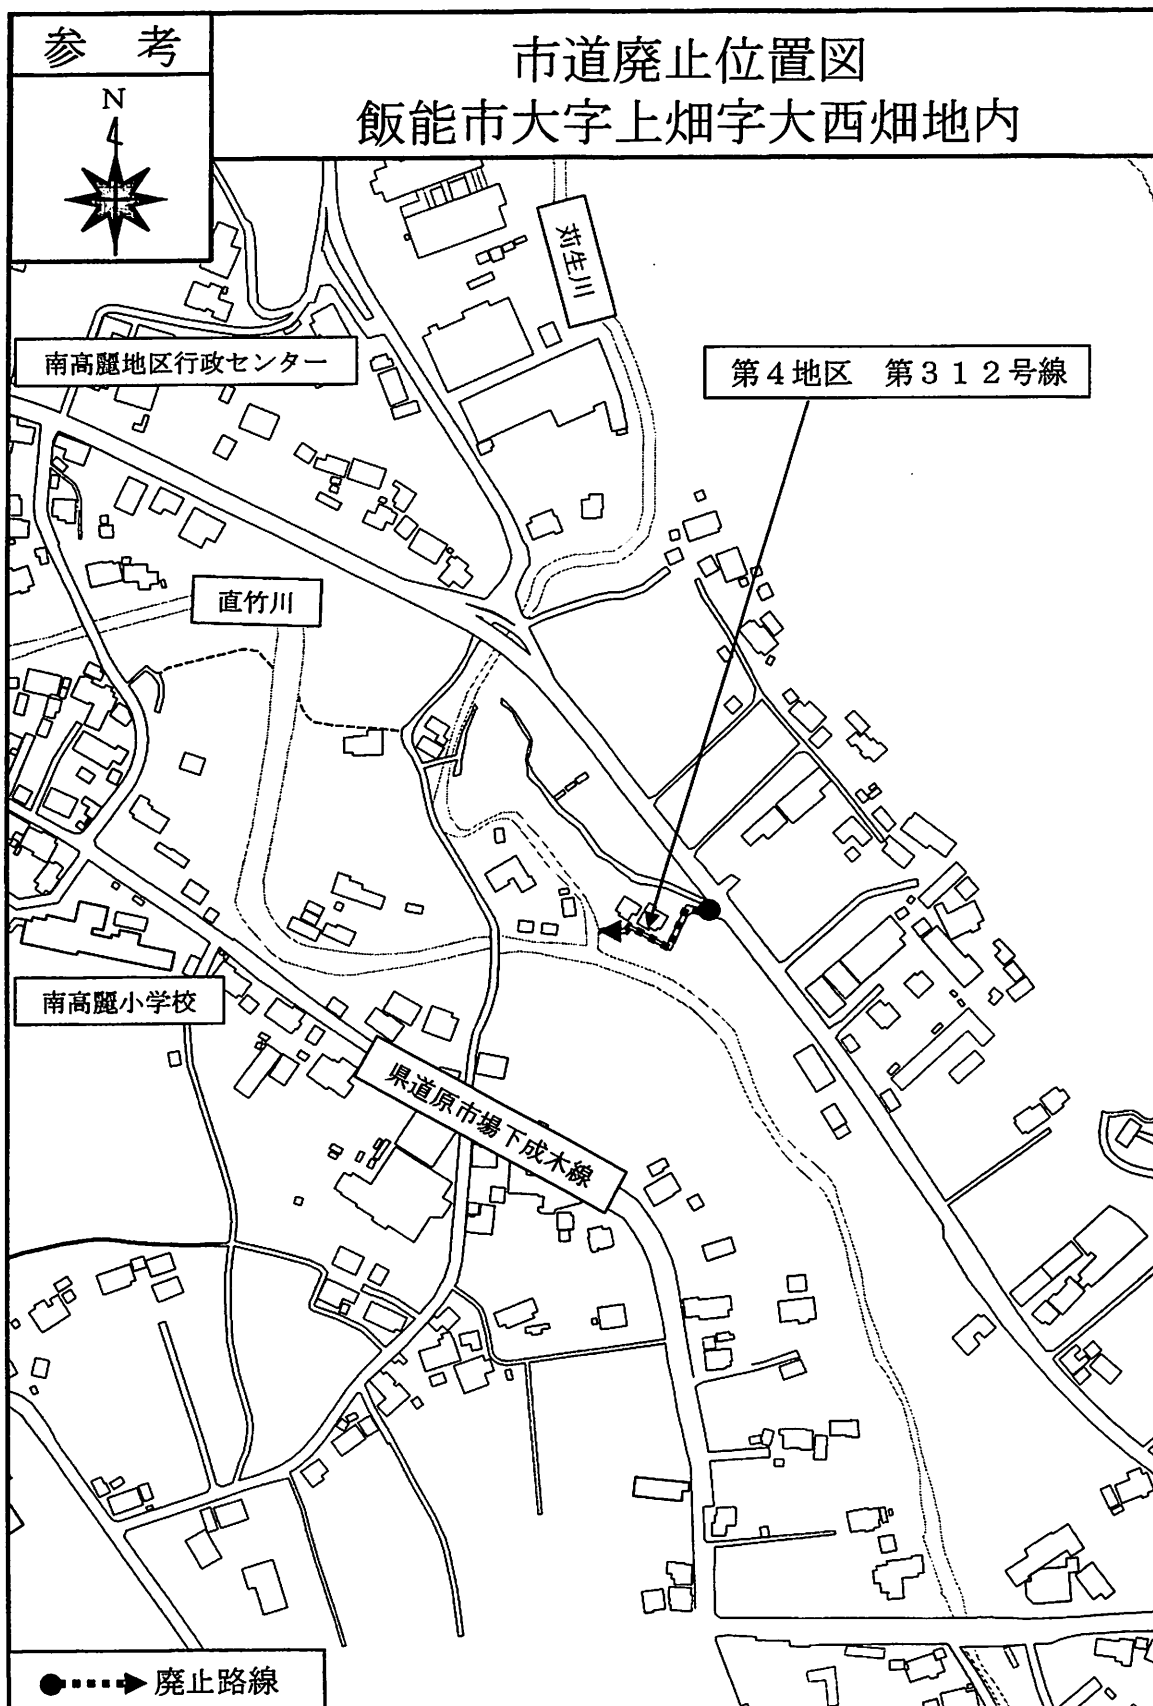 参 考
市道廃止位置図
飯能市大字上畑字大西畑地内
N
苅生川
南高麗地区行政センター
第4地区 第312号線
直竹川
南高麗小学校
県道原市場下成木線
廃止路線